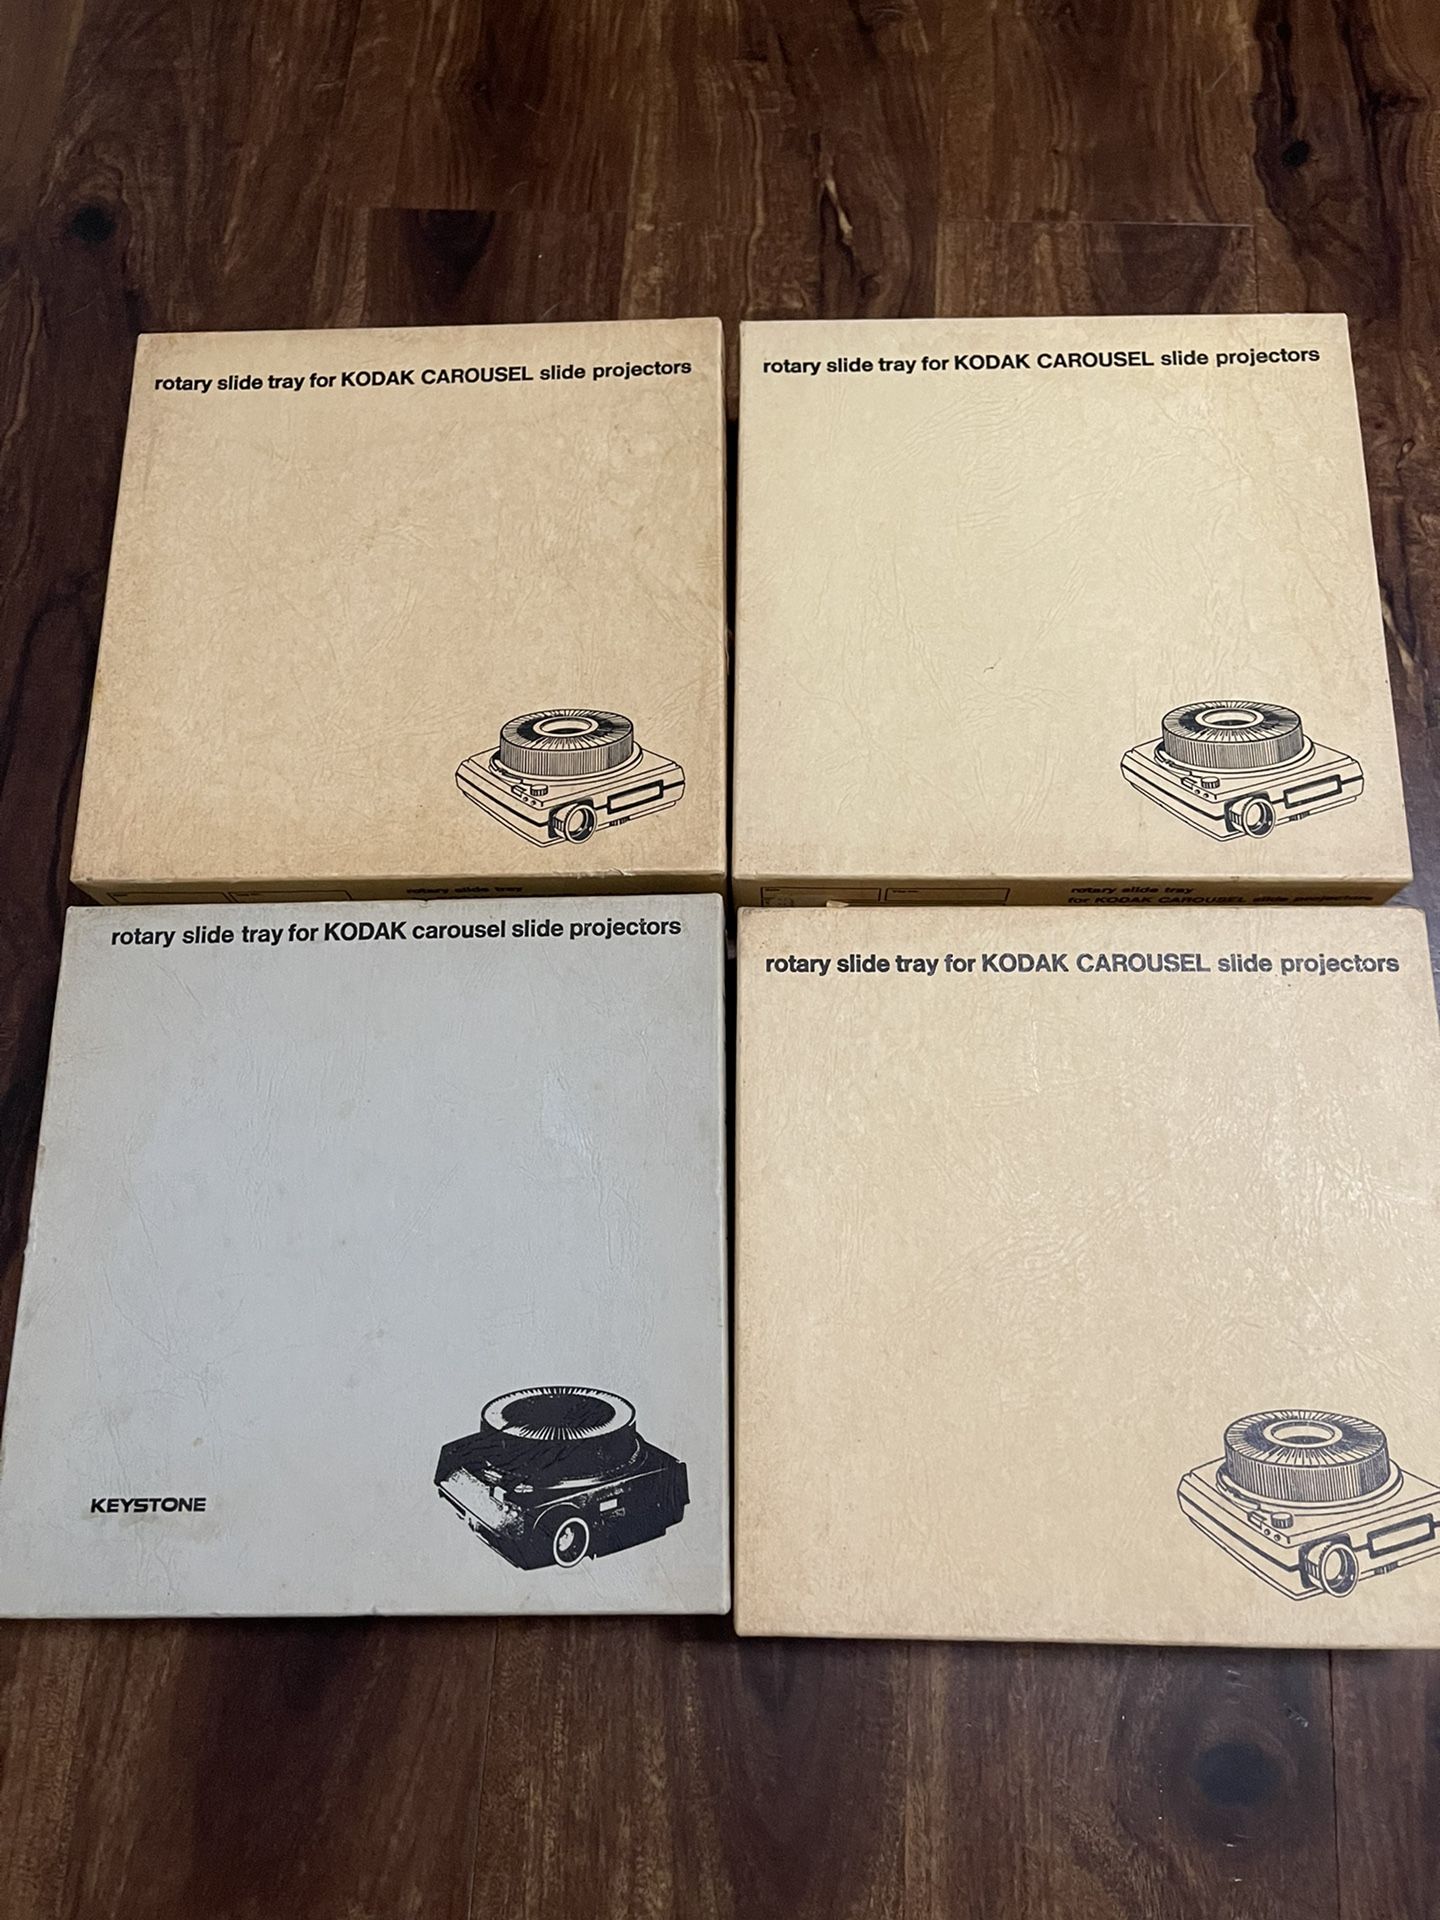 rotary slide tray for KODAK CAROUSEL slide projectors
rotary slide tray for KODAK CAROUSEL slide projectors
rotary slide tray
rotary slide tray
for KODAK CAROUSEL slide projectors
rotary slide tray for KODAK carousel slide projectors
rotary slide tray for KODAK CAROUSEL slide projectors
KEYSTONE